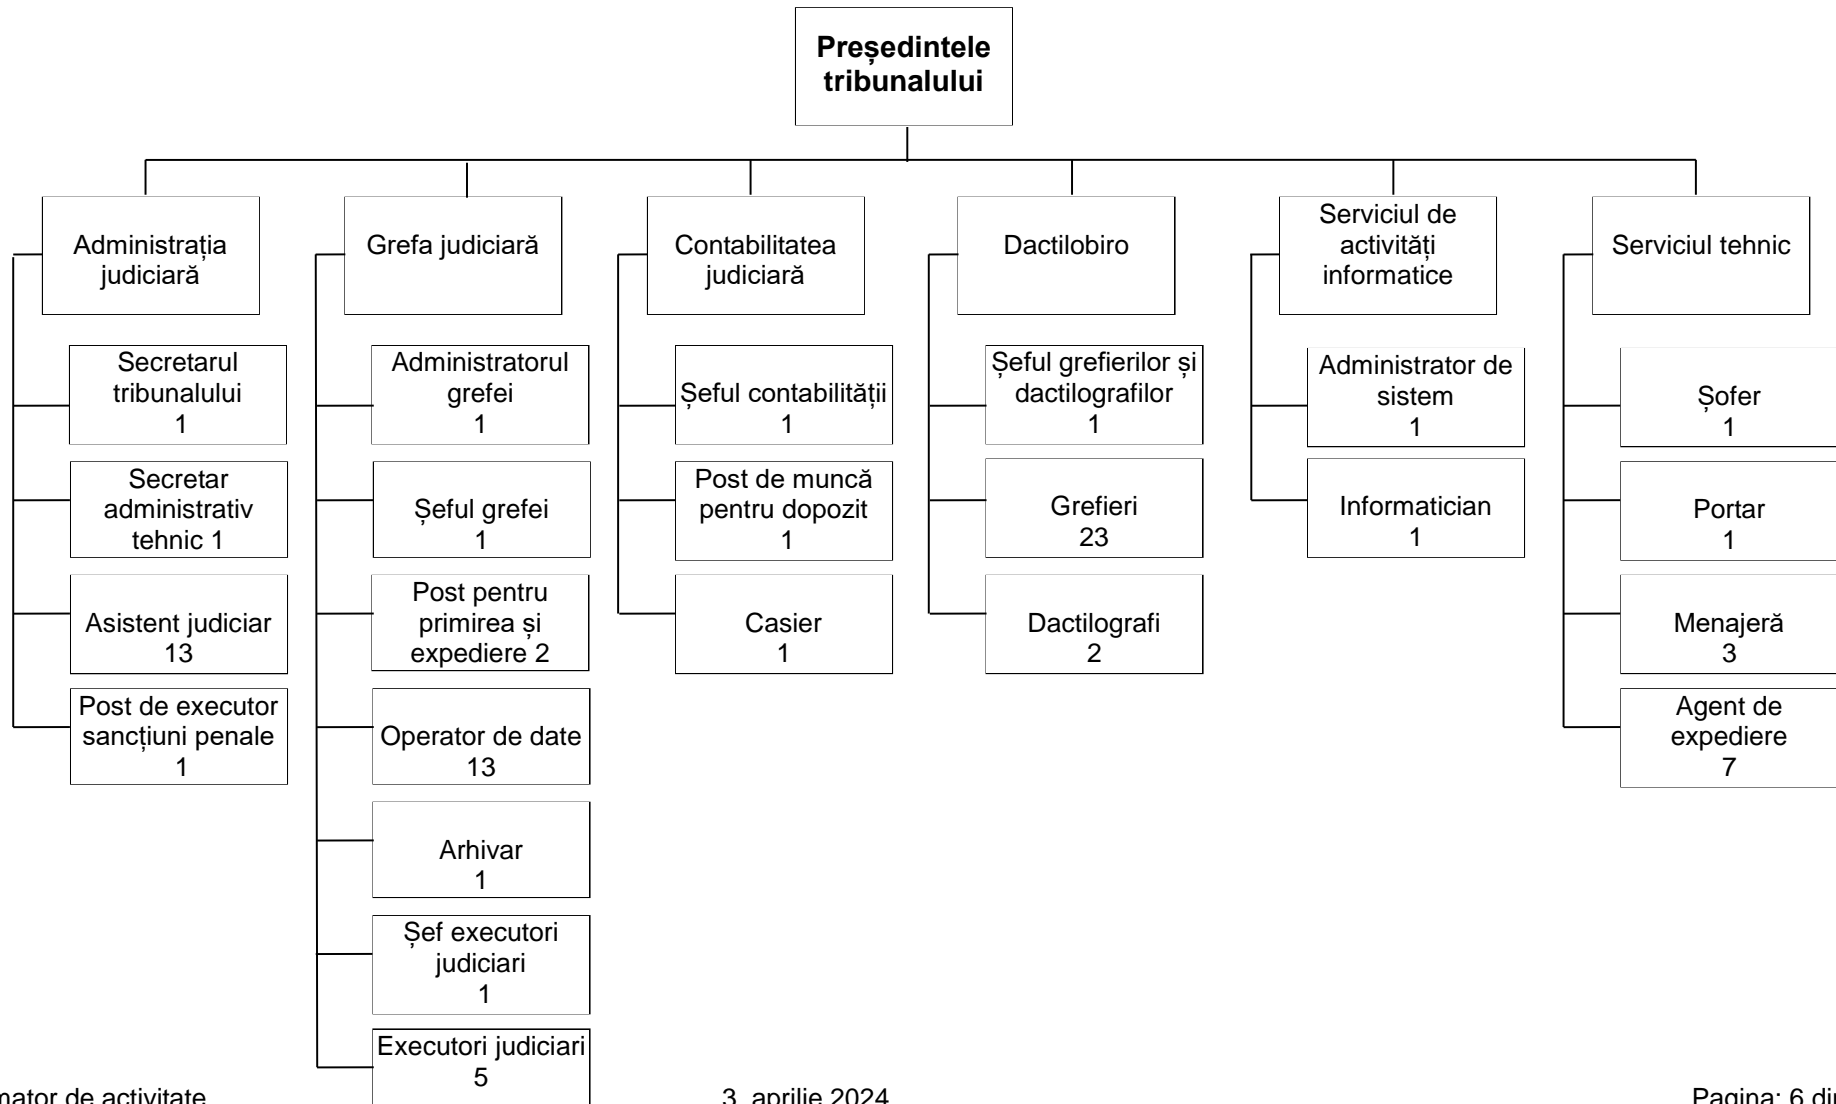 Președintele
tribunalului
Administrația
judiciară
Grefa judiciară
Contabilitatea
judiciară
Dactilobiro
Serviciul de
activități
informatice
Serviciul tehnic
Secretarul
tribunalului
1
Secretar
administrativ
tehnic 1
Asistent judiciar
13
Post de executor
sancțiuni penale
1
Administratorul
grefei
1
Șeful grefei
1
Post pentru
primirea și
expediere 2
Operator de date
13
Arhivar
1
Șef executori
judiciari
1
Executori judiciari
5
Șeful contabilității
1
Post de muncă
pentru dopozit
1
Casier
1
Șeful grefierilor și
dactilografilor
1
Grefieri
23
Dactilografi
2
Administrator de
sistem
1
Informatician
1
Șofer
1
Portar
1
Menajeră
3
Agent de
expediere
7
de activitate
3. aprilie 2024
Pagina: 6